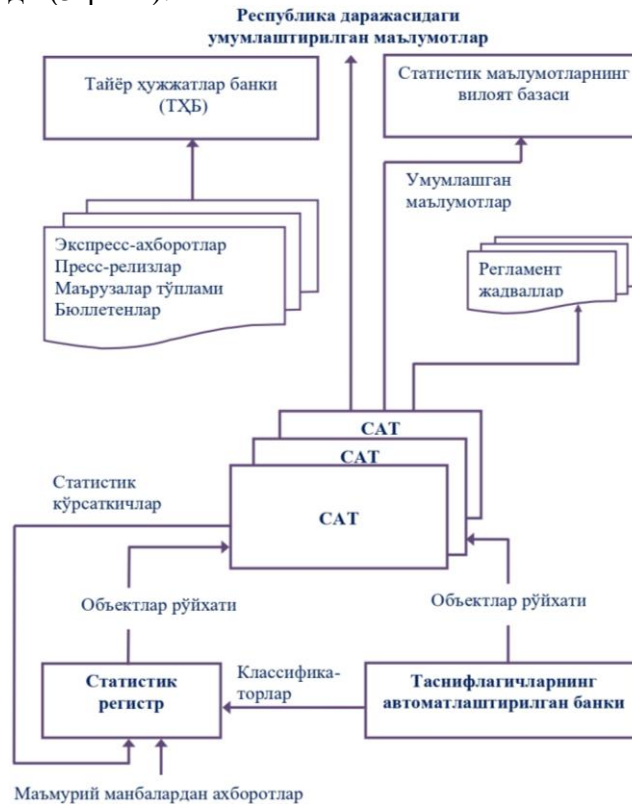 Республика даражасидаги
умумлаштирилган маълумотлар
Тайёр ҳужжатлар банки
(ТҲБ)
Статистик маълумотларнинг
вилоят базаси
Умумлашган
маълумотлар
Экспресс-ахборотлар
Пресс-релизлар
Маърузалар тўплами
Бюллетенлар
Регламент
жадваллар
САТ
САТ
САТ
Статистик
кўрсаткичлар
Объектлар рўйхати
Объектлар рўйхати
Статистик
регистр
Классифика-
торлар
Таснифлагичларнинг
автоматлаштирилган банки
Маъмурий манбалардан ахборотлар